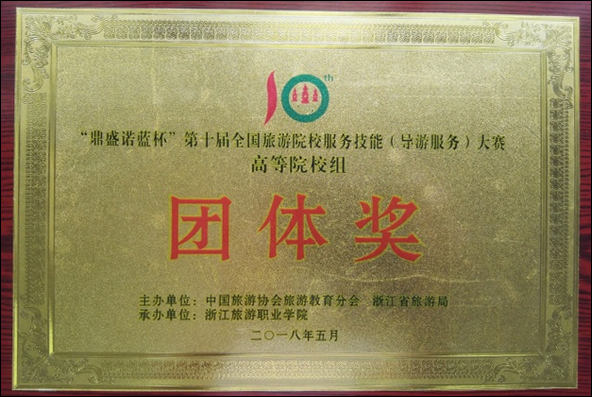 10th
“鼎盛诺蓝杯”第十届全国旅游院校服务技能（导游服务）大赛
高等院校组
团体奖
主办单位：中国旅游协会旅游教育分会 浙江省旅游局
承办单位：浙江旅游职业学院
二〇一八年五月